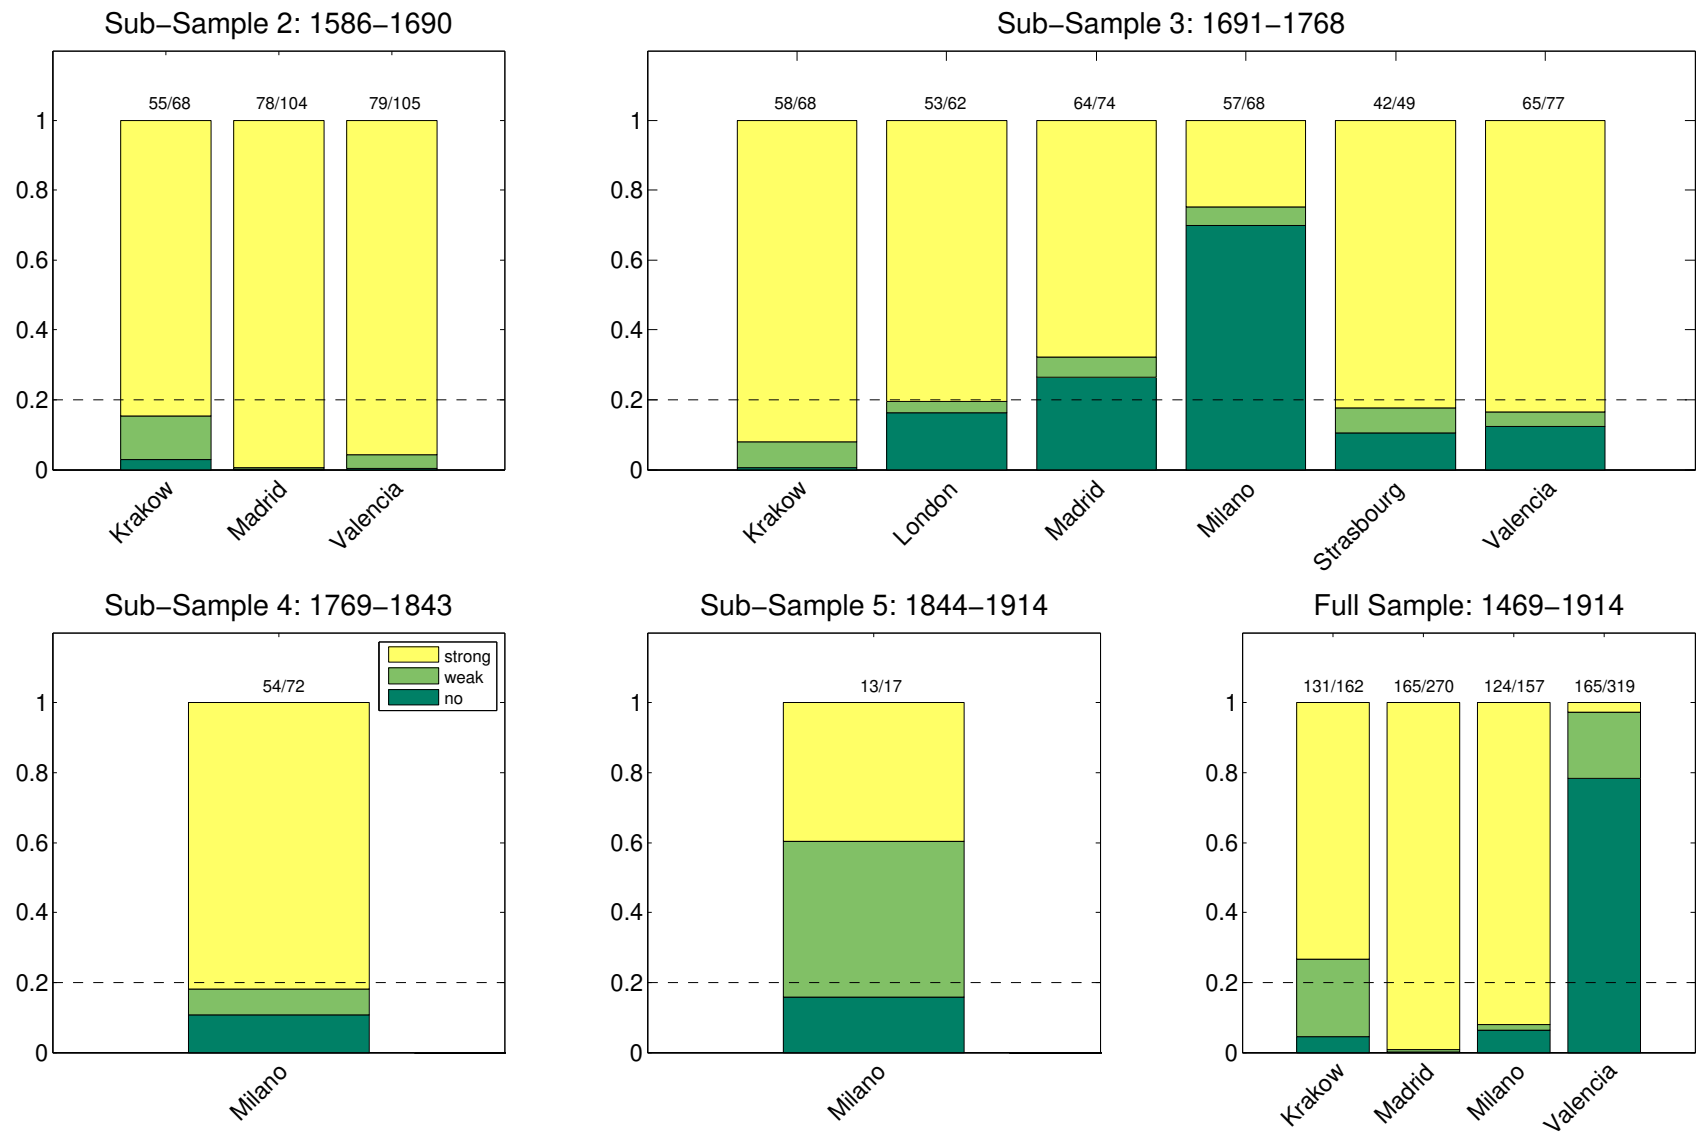 Sub−Sample 2: 1586−1690
55/68 78/104 79/105
1
0.8
0.6
0.4
0.2
0
Krakow Madrid Valencia
Sub−Sample 3: 1691−1768
58/68 53/62 64/74 57/68 42/49 65/77
1
0.8
0.6
0.4
0.2
0
Krakow London Madrid Milano Strasbourg Valencia
Sub−Sample 4: 1769−1843
strong
weak
no
54/72
1
0.8
0.6
0.4
0.2
0
Milano
Sub−Sample 5: 1844−1914
13/17
1
0.8
0.6
0.4
0.2
0
Milano
Full Sample: 1469−1914
131/162 165/270 124/157 165/319
1
0.8
0.6
0.4
0.2
0
Krakow Madrid Milano Valencia